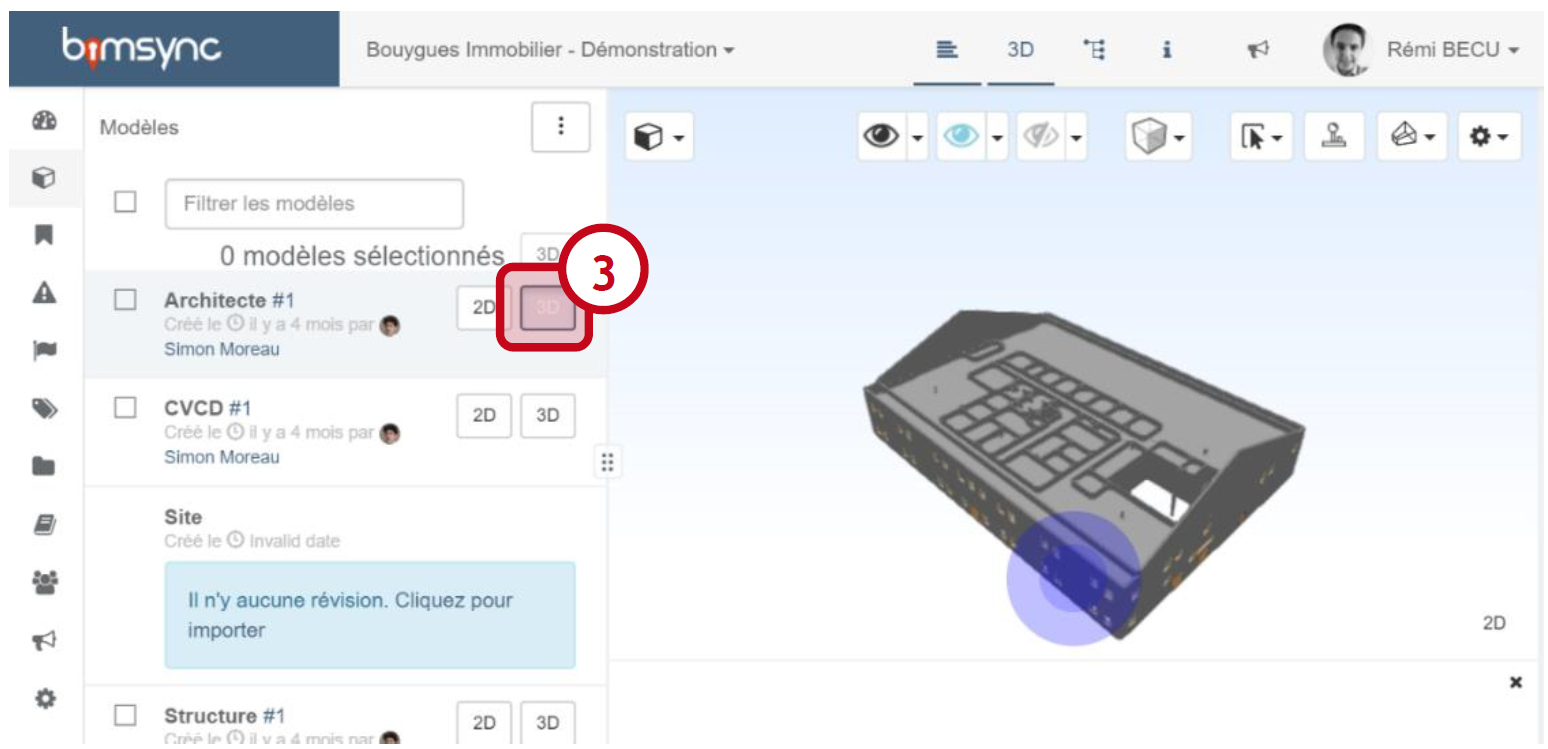 bimsync
Bouygues Immobilier - Démonstration
3D
i
Rémi BECU
Modèles
Filtrer les modèles
0 modèles sélectionnés
3D
3
Architecte #1
2D
3D
Créé le il y a 4 mois par
Simon Moreau
CVCD #1
2D
3D
Créé le il y a 4 mois par
Simon Moreau
Site
Créé le Invalid date
Il n'y aucune révision. Cliquez pour
importer
2D
Structure #1
2D
3D
Créé le il y a 4 mois par